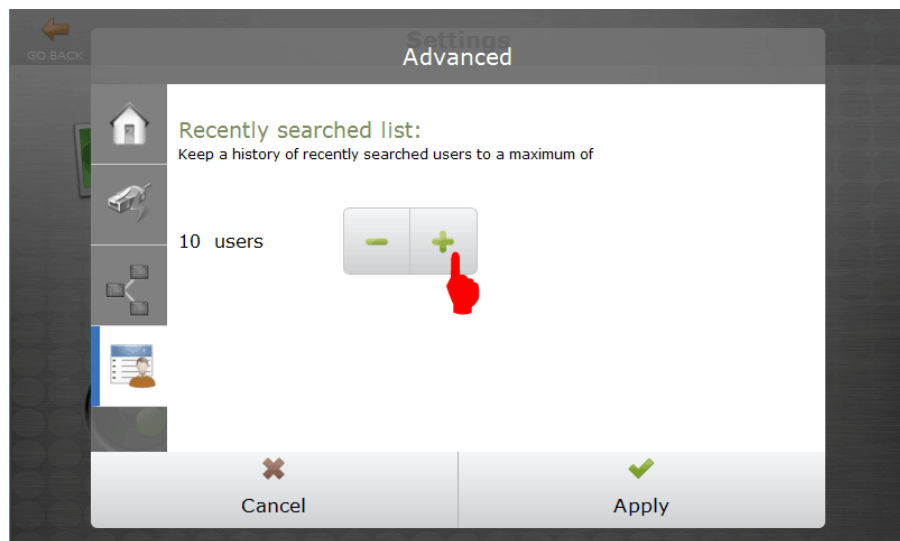 Settings
GO BACK
Advanced
Recently searched list:
Keep a history of recently searched users to a maximum of
10 users
Cancel
Apply